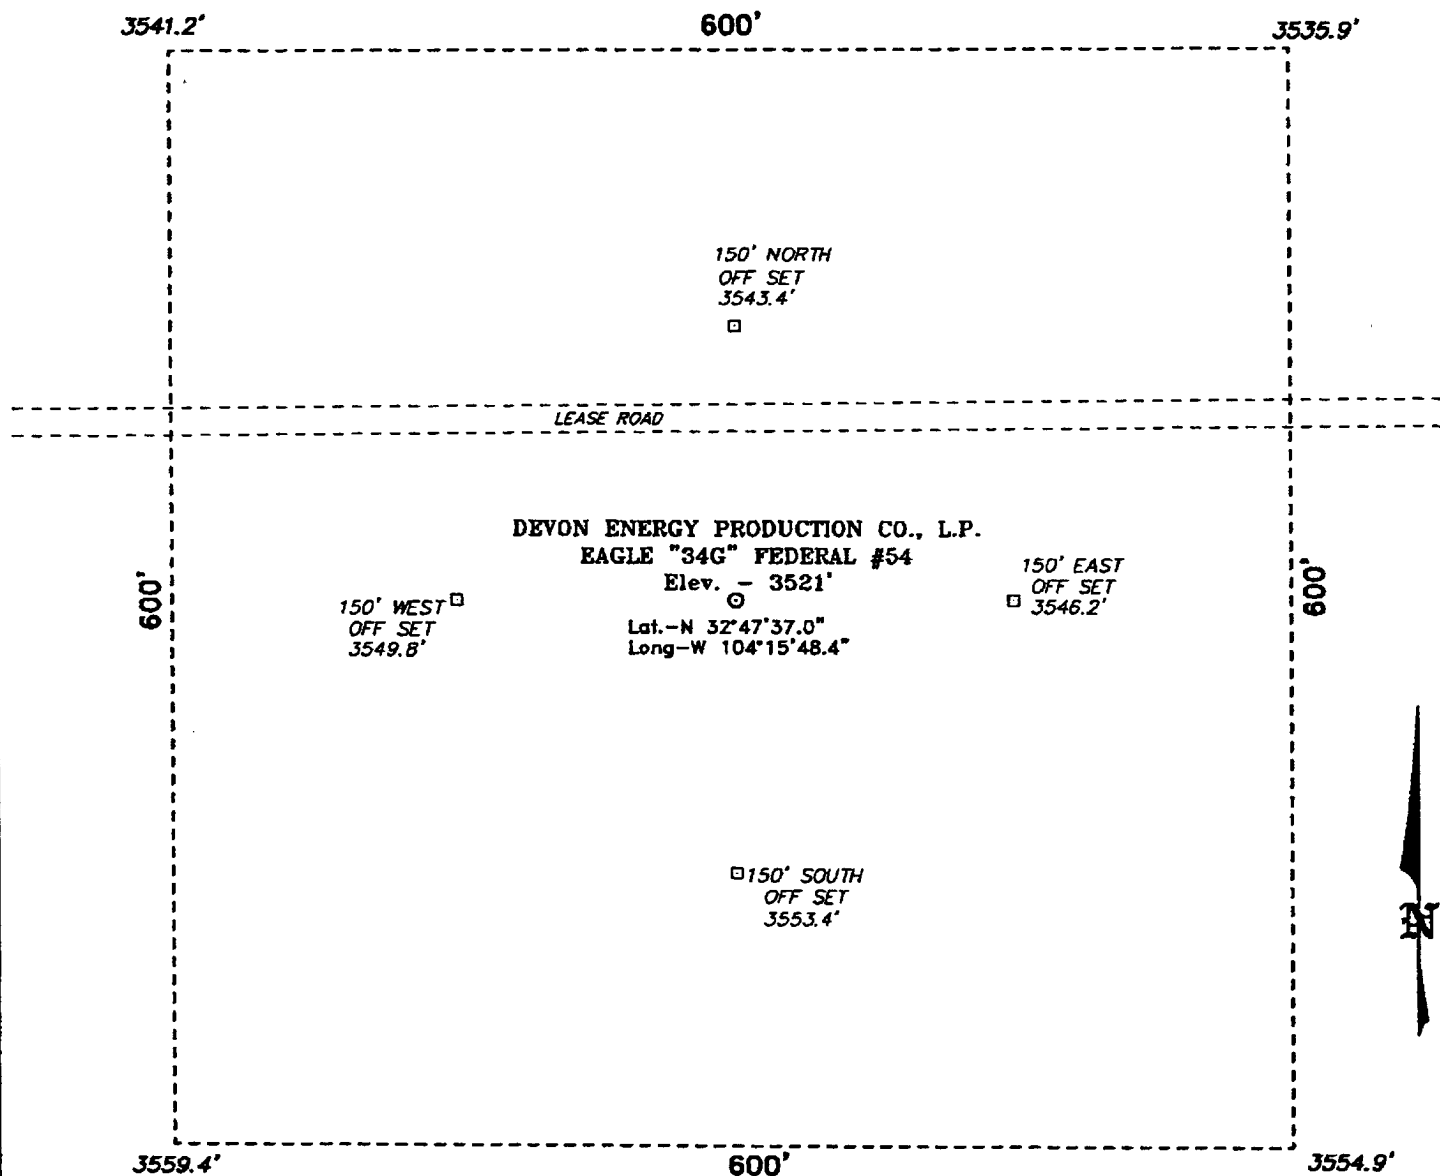 3541.2'
600'
3535.9'
150' NORTH
OFF SET
3543.4'
LEASE ROAD
DEVON ENERGY PRODUCTION CO., L.P.
EAGLE "34G" FEDERAL #54
Elev. - 3521'
Lat.-N 32°47'37.0"
Long-W 104°15'48.4"
600'
150' WEST
OFF SET
3549.8'
150' EAST
OFF SET
3546.2'
600'
150' SOUTH
OFF SET
3553.4'
N
3559.4'
600'
3554.9'